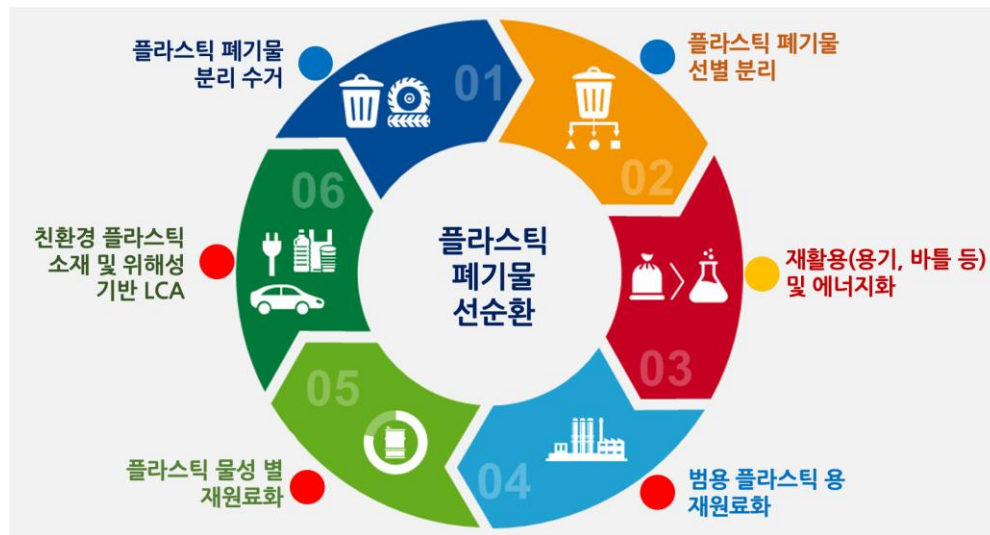 플라스틱 폐기물
분리 수거
01
플라스틱 폐기물
선별 분리
02
재활용(용기, 바틀 등)
및 에너지화
03
범용 플라스틱 용
재원료화
04
플라스틱 물성 별
재원료화
05
친환경 플라스틱
소재 및 위해성
기반 LCA
06
플라스틱
폐기물
선순환